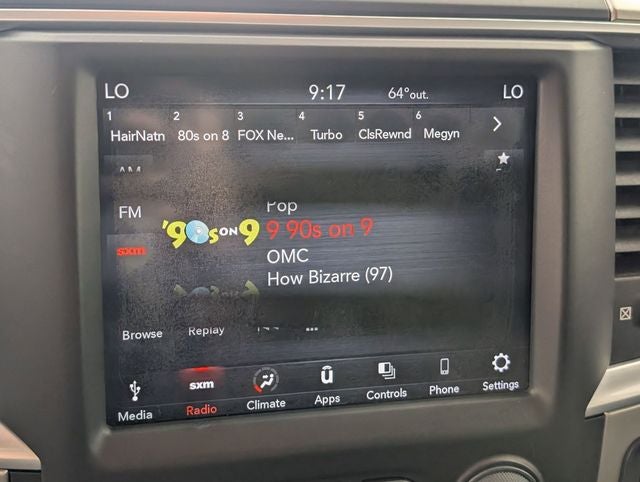 LO 9:17 64°out. LO
1 2 3 4 5 6
HairNatn 80s on 8 FOX Ne... Turbo ClsRewnd Megyn
AM
FM
sxm
Pop
'90s ON 9 9 90s on 9
OMC
How Bizarre (97)
Browse Replay ...
Media
sxm
Radio
Climate
ū
Apps
Controls
Phone
Settings